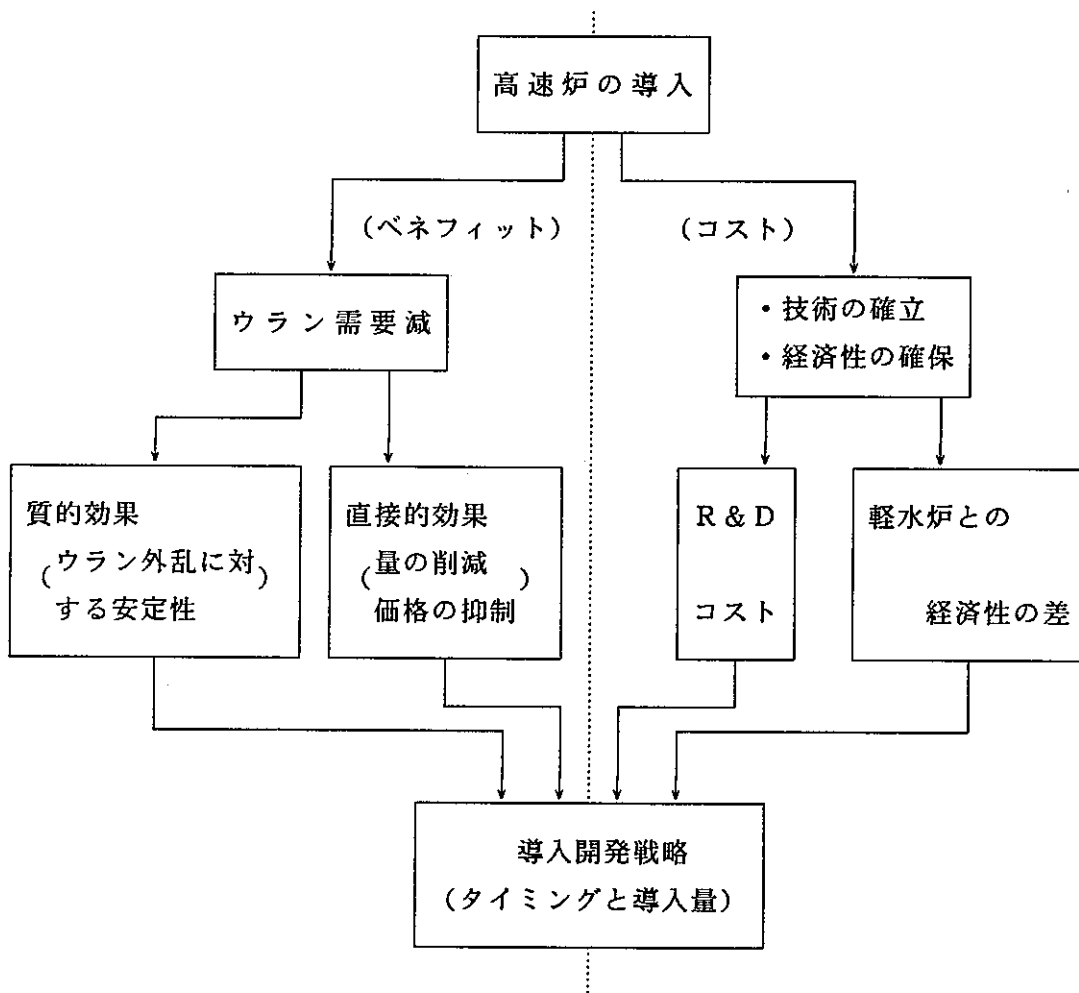 高速炉の導入
(ベネフィット)
(コスト)
ウラン需要減
・技術の確立
・経済性の確保
質的効果
(ウラン外乱に対
する安定性)
直接的効果
(量の削減
価格の抑制)
R&D
コスト
軽水炉との
経済性の差
導入開発戦略
(タイミングと導入量)